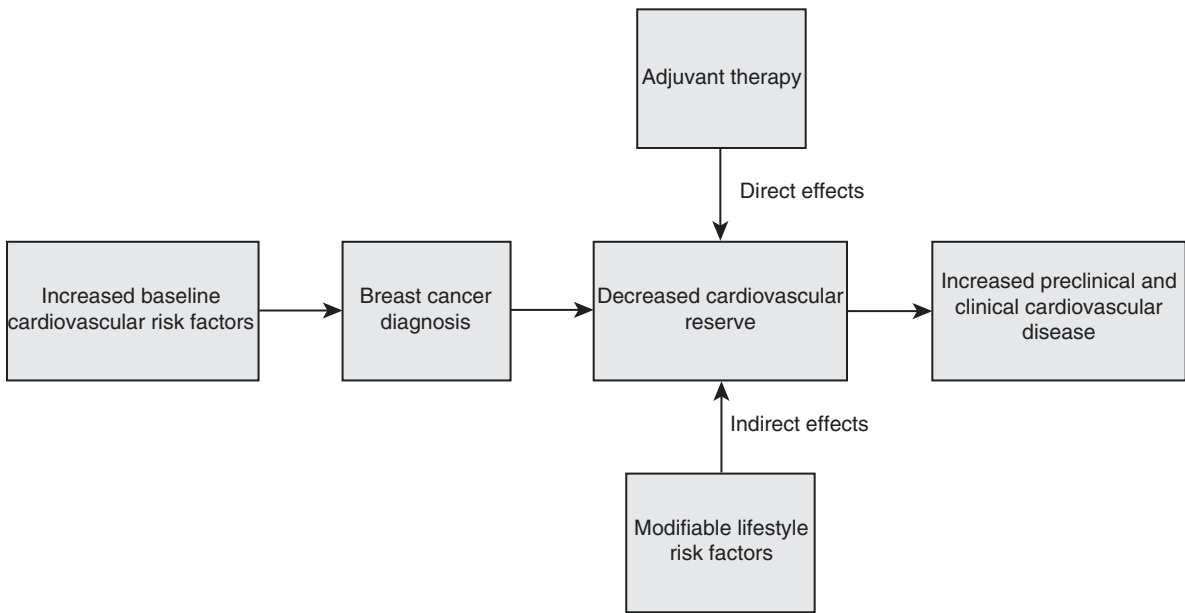 Adjuvant therapy
Direct effects
Increased baseline
cardiovascular risk factors
Breast cancer
diagnosis
Decreased cardiovascular
reserve
Increased preclinical and
clinical cardiovascular
disease
Indirect effects
Modifiable lifestyle
risk factors